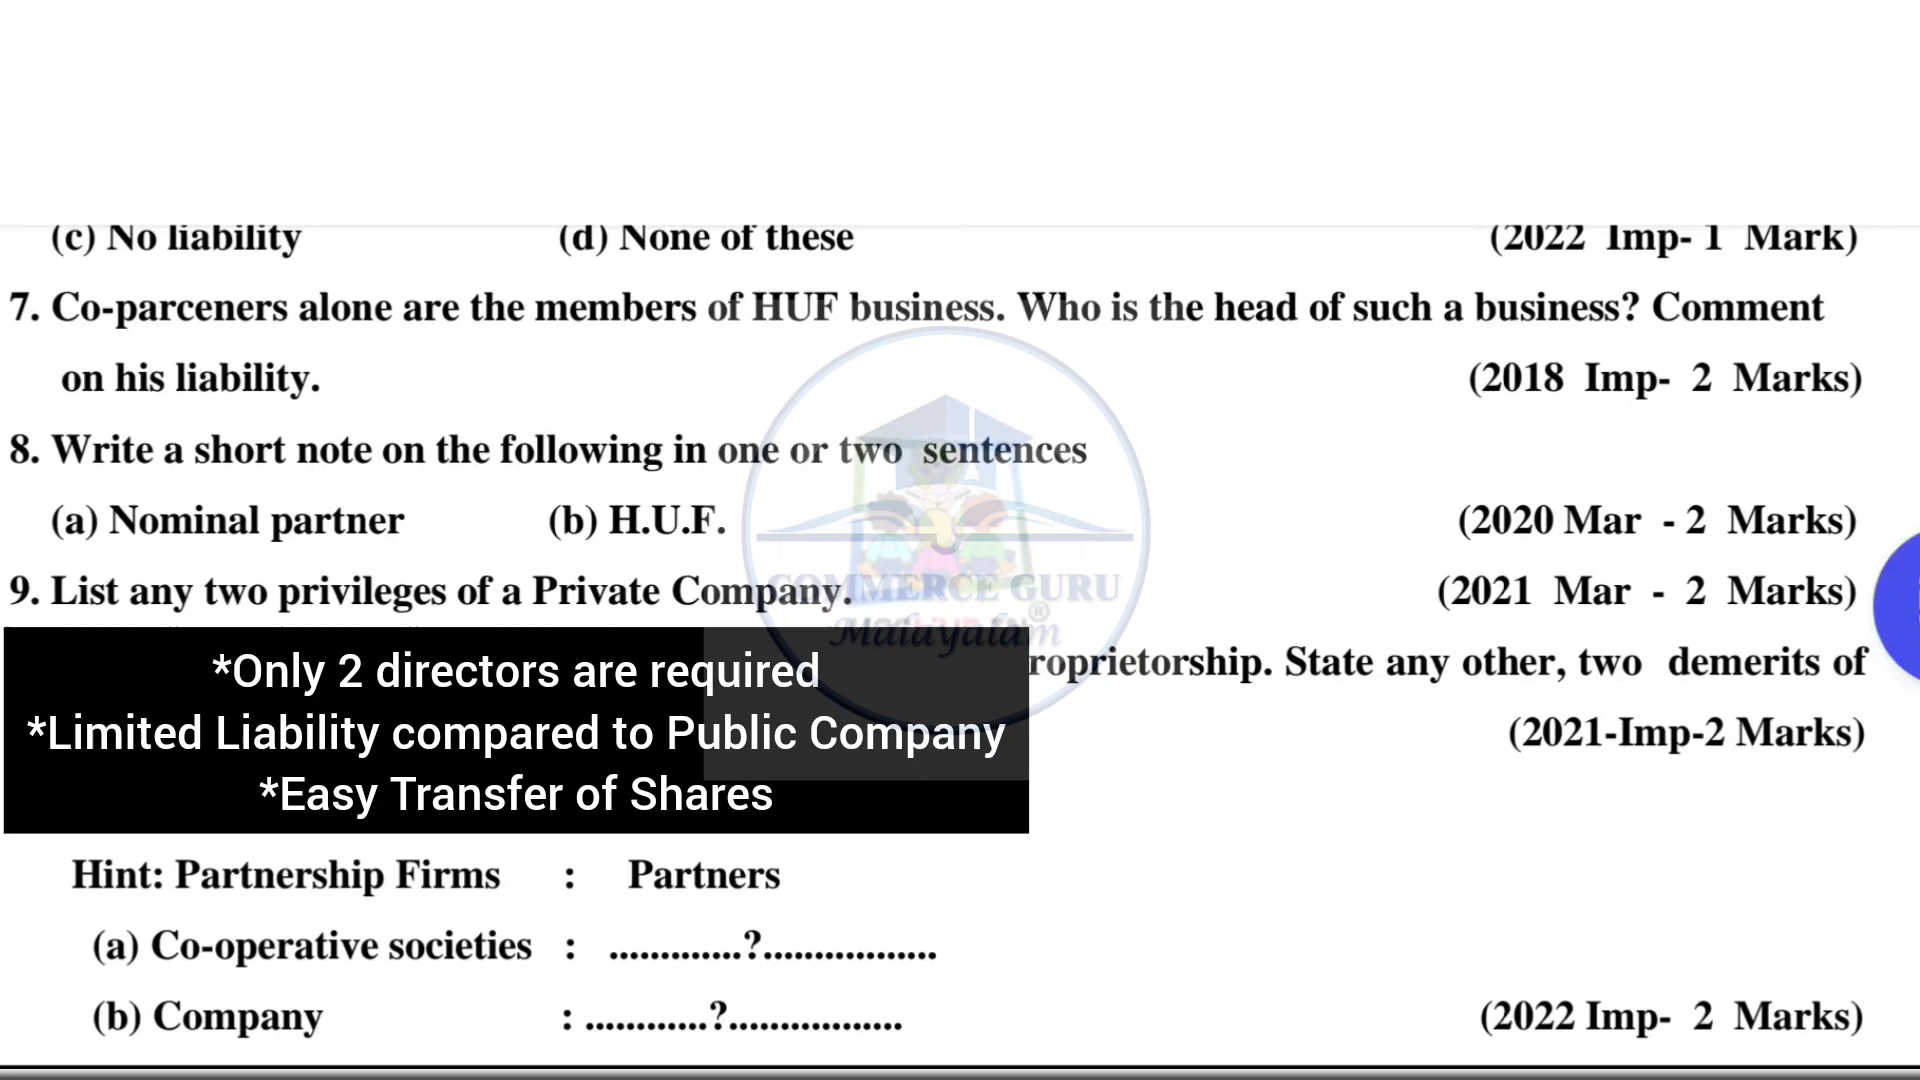 (c) No liability (d) None of these (2022 Imp- 1 Mark)
7. Co-parceners alone are the members of HUF business. Who is the head of such a business? Comment
on his liability. (2018 Imp- 2 Marks)
8. Write a short note on the following in one or two sentences
(a) Nominal partner (b) H.U.F. (2020 Mar - 2 Marks)
9. List any two privileges of a Private Company. (2021 Mar - 2 Marks)
COMMERCE GURU
Malayalam®
*Only 2 directors are required
*Limited Liability compared to Public Company
*Easy Transfer of Shares
roprietorship. State any other, two demerits of
(2021-Imp-2 Marks)
Hint: Partnership Firms : Partners
(a) Co-operative societies : .............?.................
(b) Company : ............?................. (2022 Imp- 2 Marks)